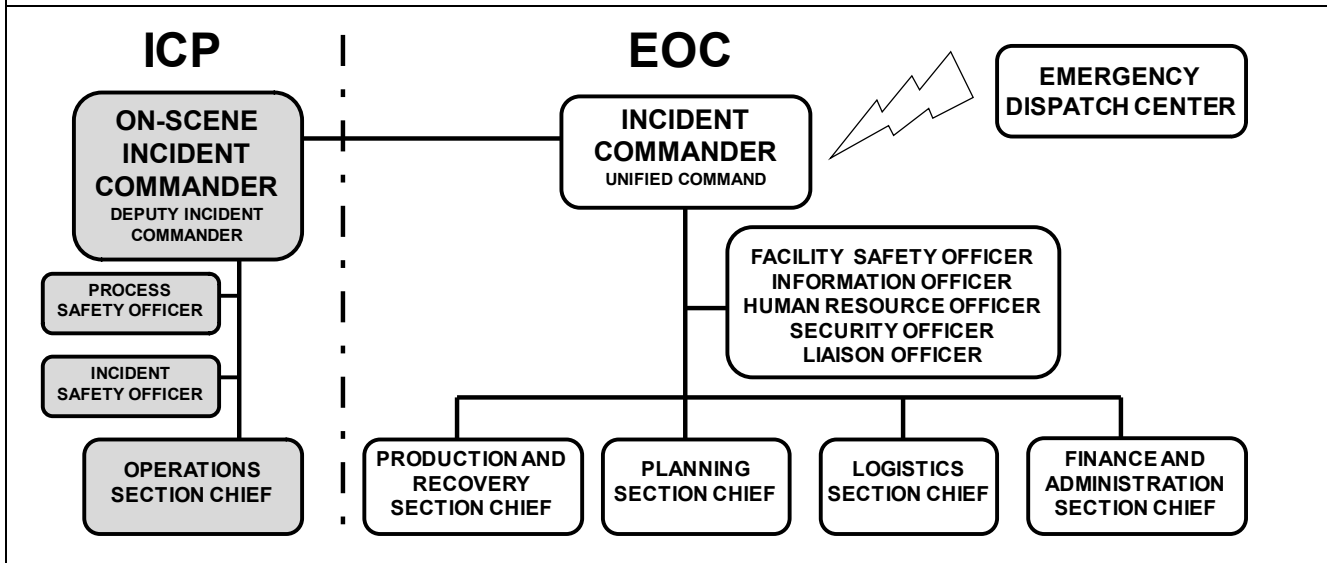 ICP
ON-SCENE
INCIDENT
COMMANDER
DEPUTY INCIDENT
COMMANDER
PROCESS
SAFETY OFFICER
INCIDENT
SAFETY OFFICER
OPERATIONS
SECTION CHIEF
EOC
INCIDENT
COMMANDER
UNIFIED COMMAND
EMERGENCY
DISPATCH CENTER
FACILITY SAFETY OFFICER
INFORMATION OFFICER
HUMAN RESOURCE OFFICER
SECURITY OFFICER
LIAISON OFFICER
PRODUCTION AND
RECOVERY
SECTION CHIEF
PLANNING
SECTION CHIEF
LOGISTICS
SECTION CHIEF
FINANCE AND
ADMINISTRATION
SECTION CHIEF